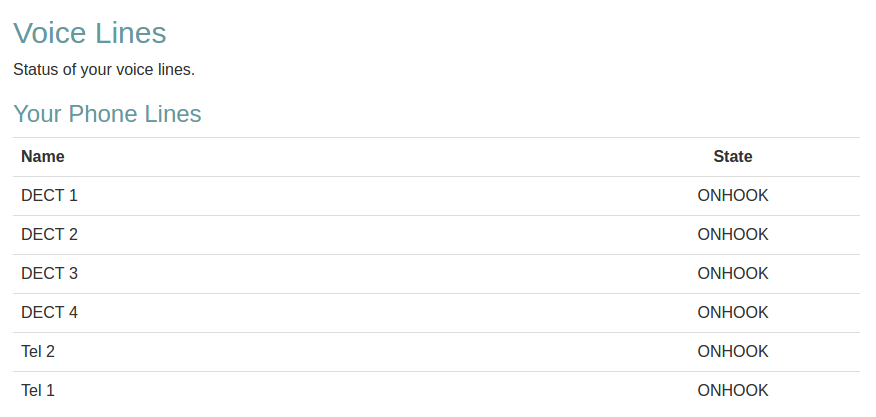 Voice Lines
Status of your voice lines.
Your Phone Lines
Name State
DECT 1 ONHOOK
DECT 2 ONHOOK
DECT 3 ONHOOK
DECT 4 ONHOOK
Tel 2 ONHOOK
Tel 1 ONHOOK